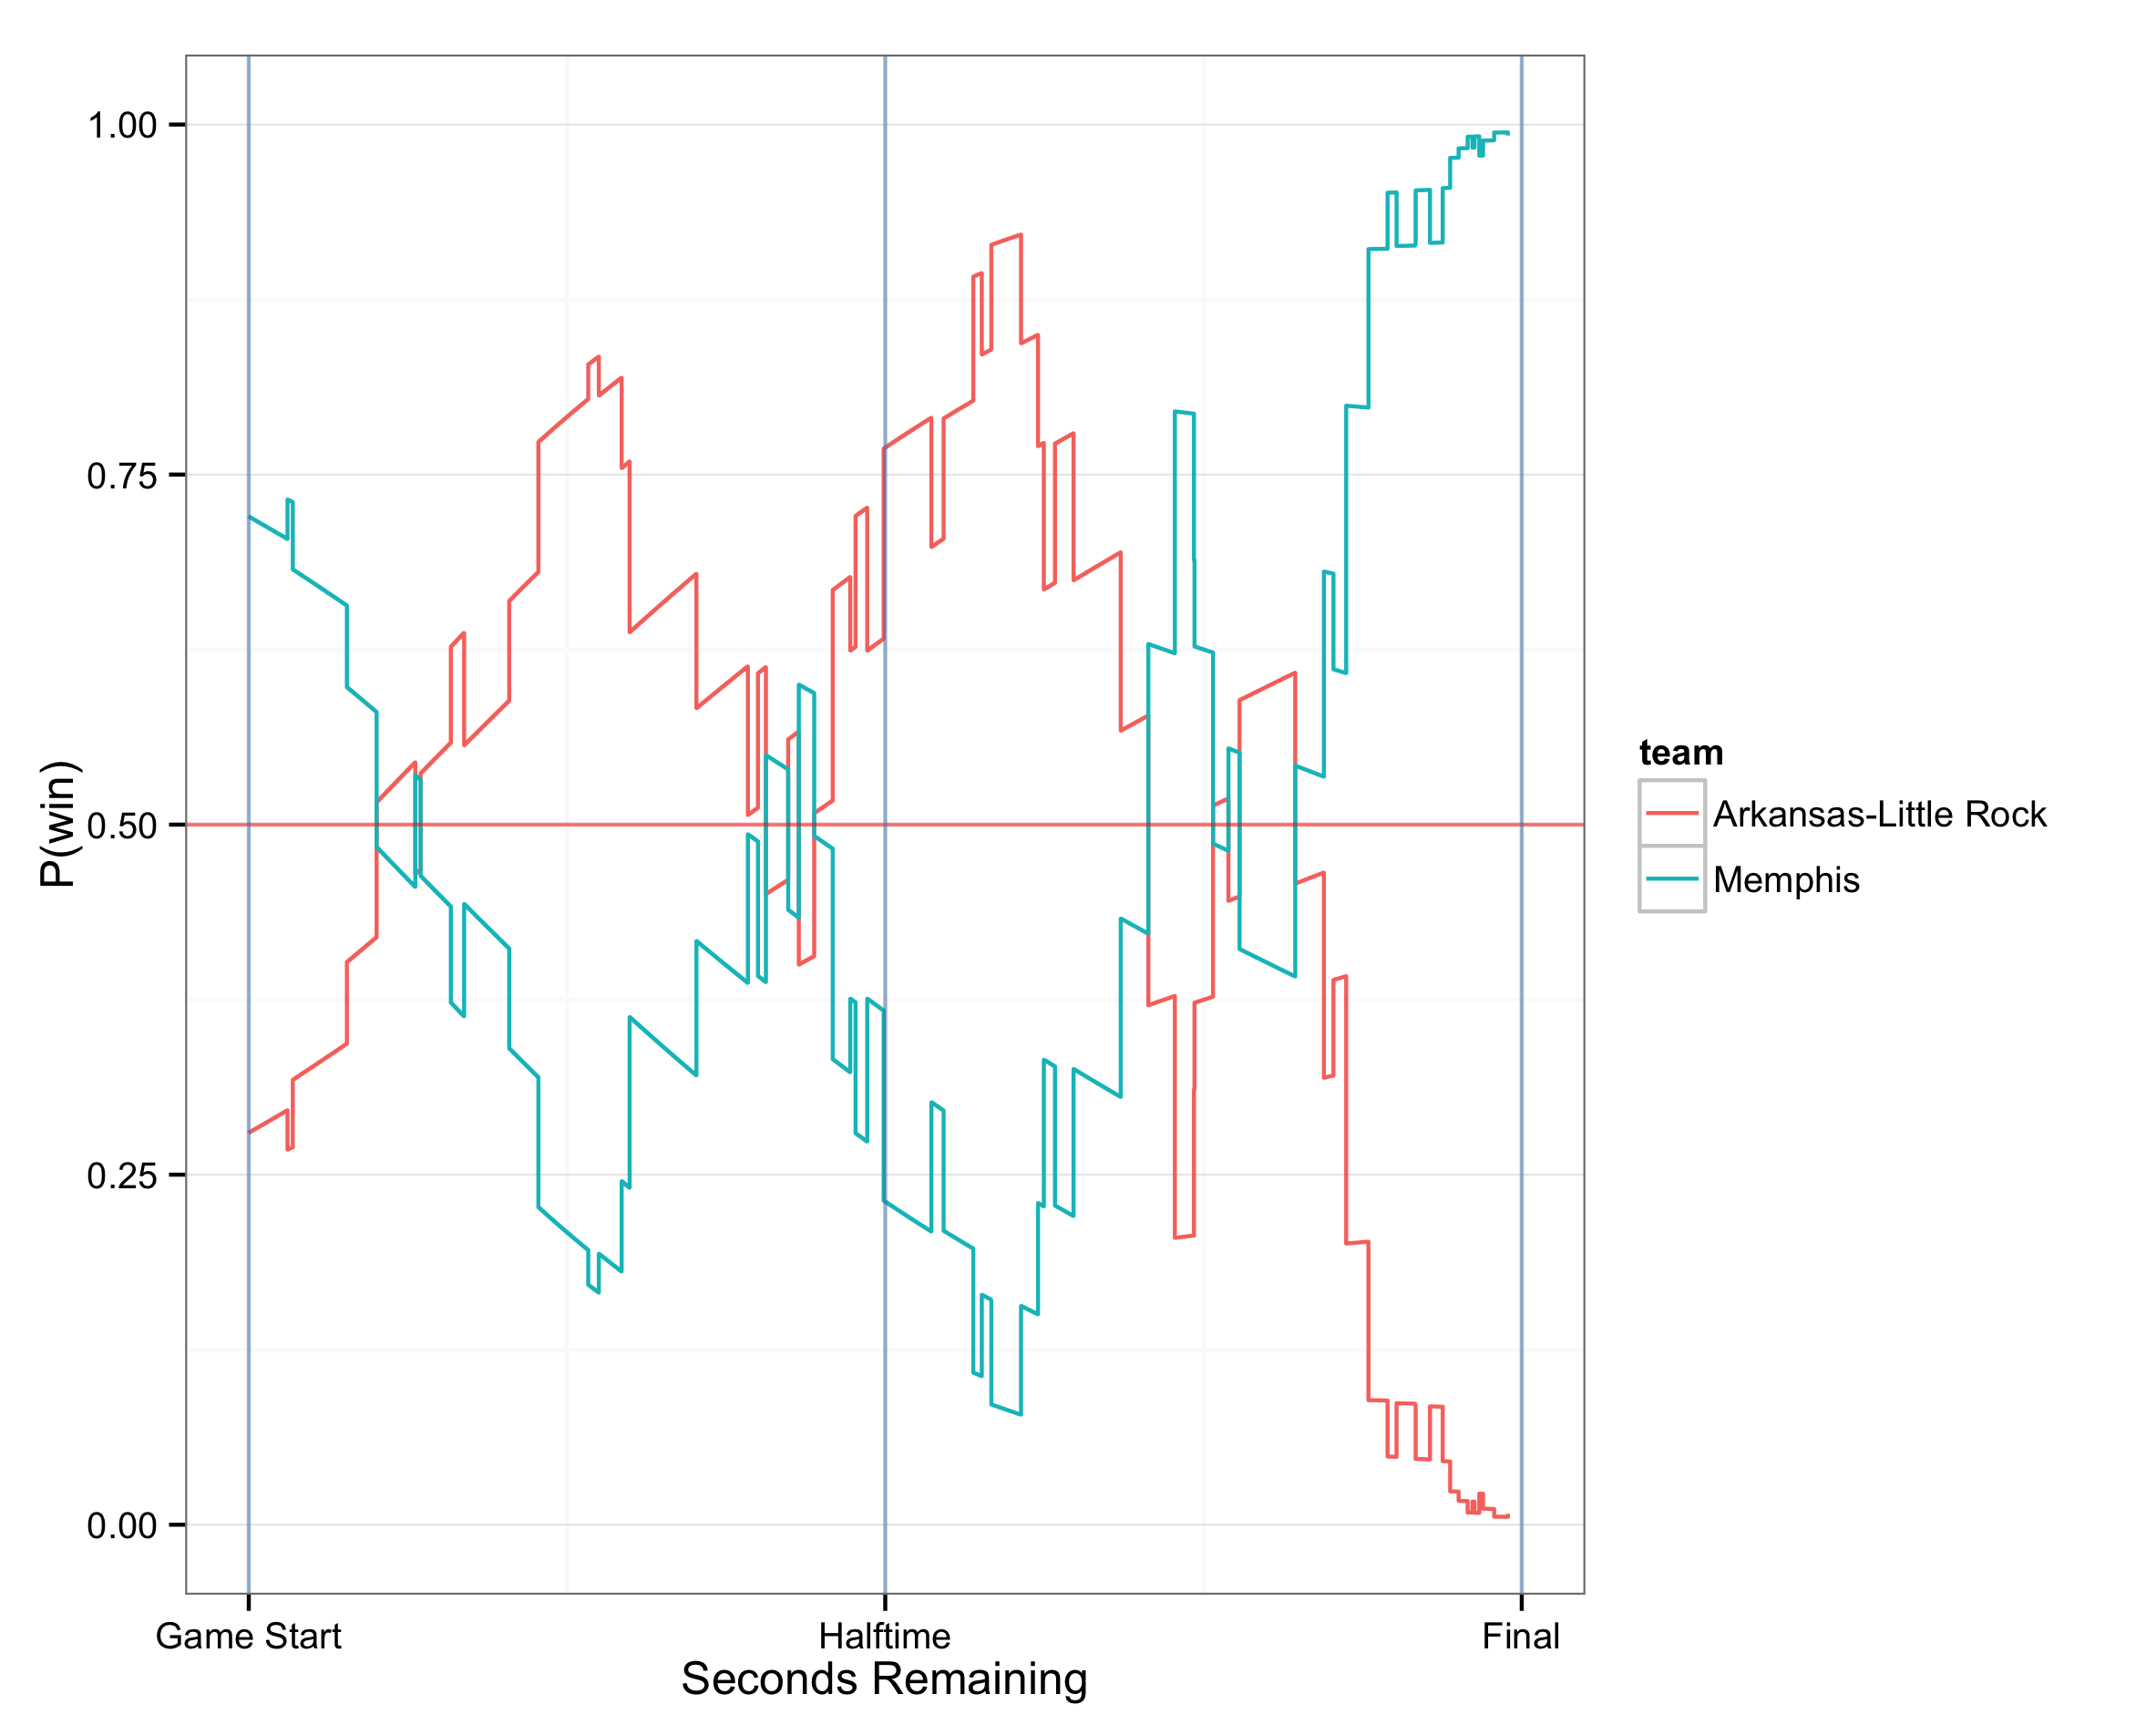 1.00
0.75
0.50
0.25
0.00
P(win)
Game Start
Halftime
Final
Seconds Remaining
team
Arkansas-Little Rock
Memphis